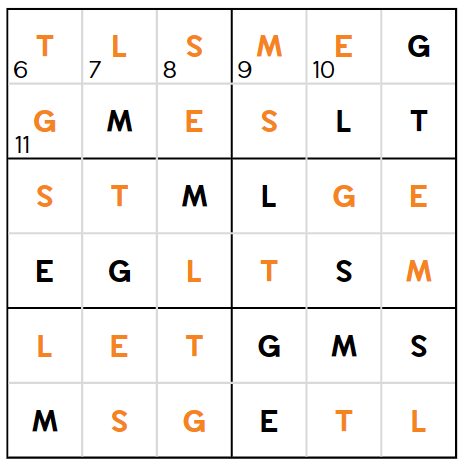 T L S M E G
6 7 8 9 10
G M E S L T
11
S T M L G E
E G L T S M
L E T G M S
M S G E T L